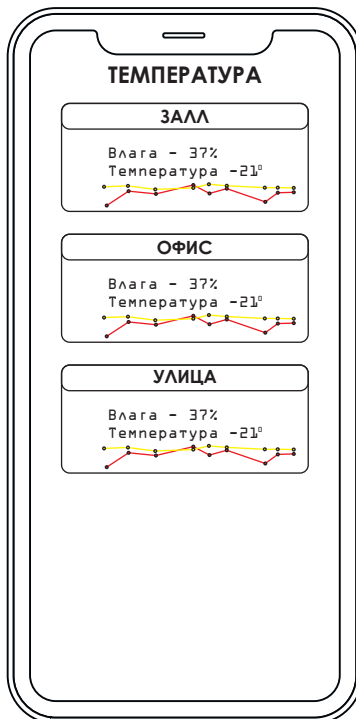 ТЕМПЕРАТУРА
ЗАЛЛ
Влага - 37%
Температура -21°
ОФИС
Влага - 37%
Температура -21°
УЛИЦА
Влага - 37%
Температура -21°